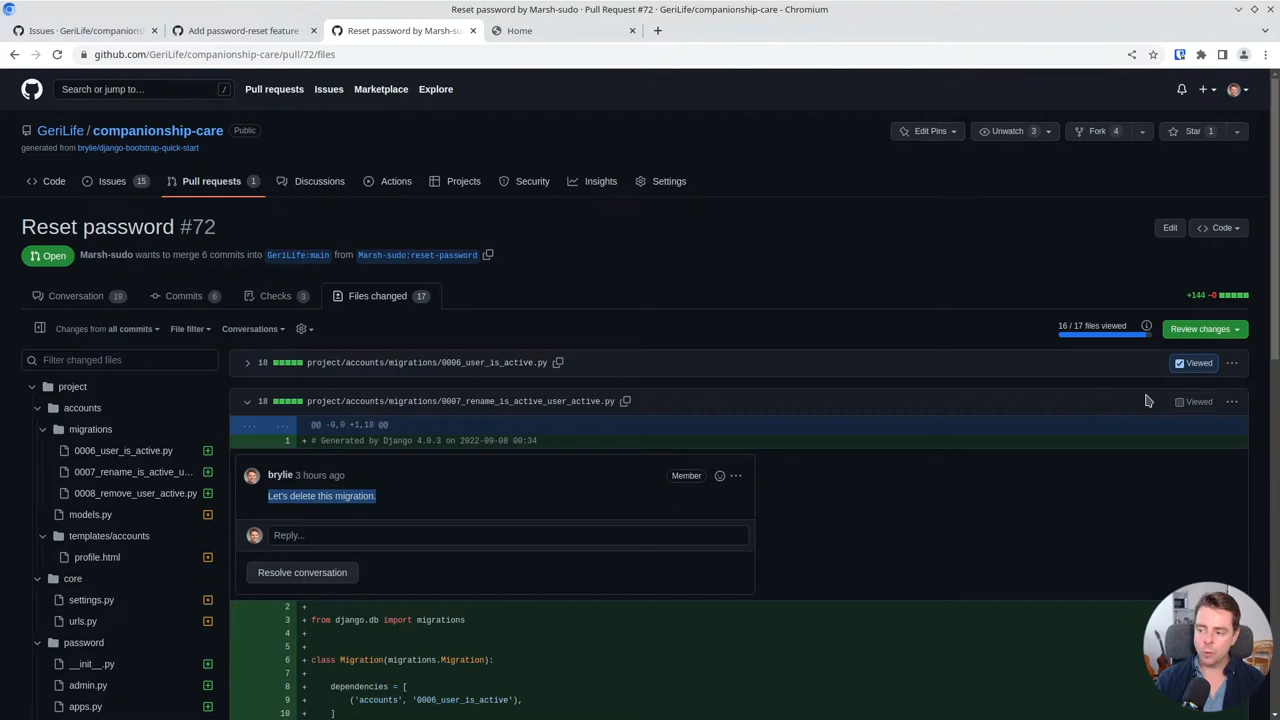 Reset password by Marsh-sudo · Pull Request #72 · GeriLife/companionship-care - Chromium
Issues · GeriLife/companionsh
Add password-reset feature
Reset password by Marsh-su
Home
github.com/GeriLife/companionship-care/pull/72/files
Search or jump to… /
Pull requests
Issues
Marketplace
Explore
GeriLife / companionship-care Public
generated from brylie/django-bootstrap-quick-start
Edit Pins
Unwatch 3
Fork 4
Star 1
Code
Issues 15
Pull requests 1
Discussions
Actions
Projects
Security
Insights
Settings
Reset password #72
Edit
Code
Open
Marsh-sudo wants to merge 6 commits into GeriLife:main from Marsh-sudo:reset-password
Conversation 19
Commits 6
Checks 3
Files changed 17
+144 −0
Changes from all commits
File filter
Conversations
16 / 17 files viewed
Review changes
Filter changed files
project
accounts
migrations
0006_user_is_active.py
0007_rename_is_active_u...
0008_remove_user_active.py
models.py
templates/accounts
profile.html
core
settings.py
urls.py
password
__init__.py
admin.py
apps.py
18 project/accounts/migrations/0006_user_is_active.py
Viewed
18 project/accounts/migrations/0007_rename_is_active_user_active.py
Viewed
... ... @@ -0,0 +1,18 @@
1 + # Generated by Django 4.0.3 on 2022-09-08 00:34
brylie 3 hours ago
Member
Let's delete this migration.
Reply...
Resolve conversation
2 +
3 + from django.db import migrations
4 +
5 +
6 + class Migration(migrations.Migration):
7 +
8 + dependencies = [
9 + ('accounts', '0006_user_is_active'),
10 + ]